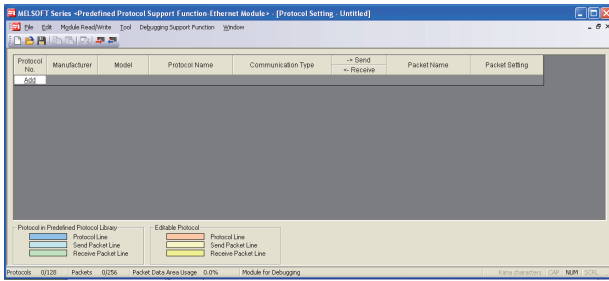 MELSOFT Series <Predefined Protocol Support Function-Ethernet Module> - [Protocol Setting - Untitled]
File Edit Module Read/Write Tool Debugging Support Function Window
Protocol No. Manufacturer Model Protocol Name Communication Type -> Send <- Receive Packet Name Packet Setting
Add
Protocol in Predefined Protocol Library
Protocol Line
Send Packet Line
Receive Packet Line
Editable Protocol
Protocol Line
Send Packet Line
Receive Packet Line
Protocols 0/128 Packets 0/256 Packet Data Area Usage 0.0% Module for Debugging Kana characters CAP NUM SCRL